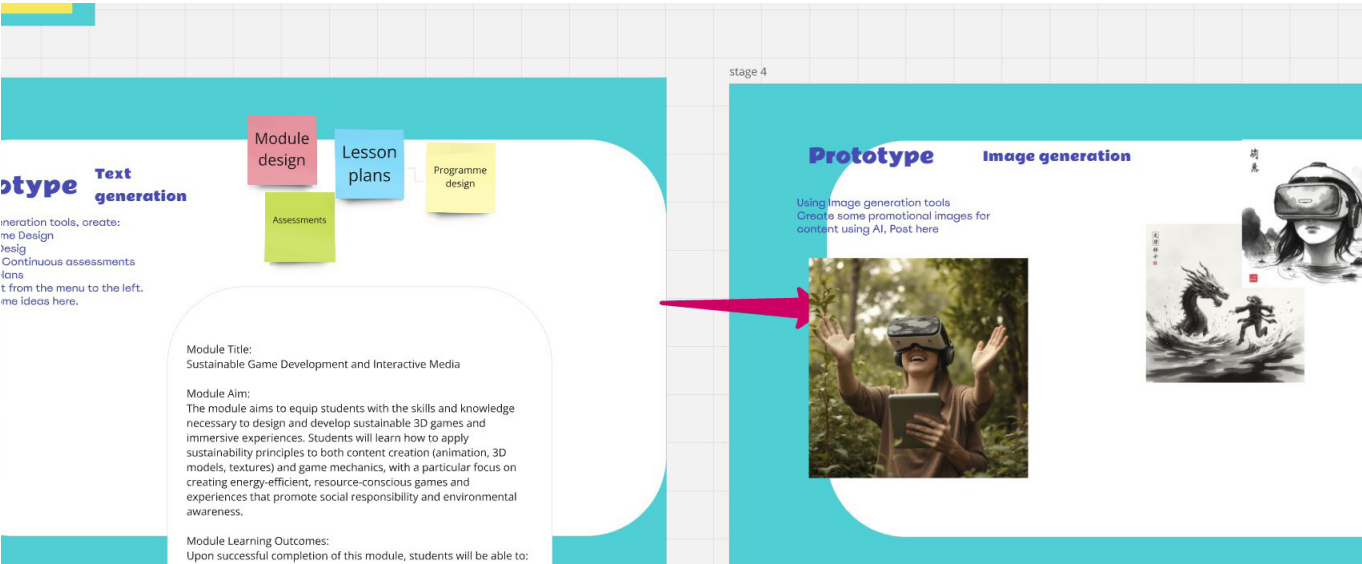 otype
Text
generation
neration tools, create:
me Design
Desig
Continuous assessments
lans
t from the menu to the left.
me ideas here.
Module
design
Lesson
plans
Programme
design
Assessments
Module Title:
Sustainable Game Development and Interactive Media
Module Aim:
The module aims to equip students with the skills and knowledge
necessary to design and develop sustainable 3D games and
immersive experiences. Students will learn how to apply
sustainability principles to both content creation (animation, 3D
models, textures) and game mechanics, with a particular focus on
creating energy-efficient, resource-conscious games and
experiences that promote social responsibility and environmental
awareness.
Module Learning Outcomes:
Upon successful completion of this module, students will be able to:
stage 4
Prototype
Image generation
Using Image generation tools
Create some promotional images for
content using AI, Post here